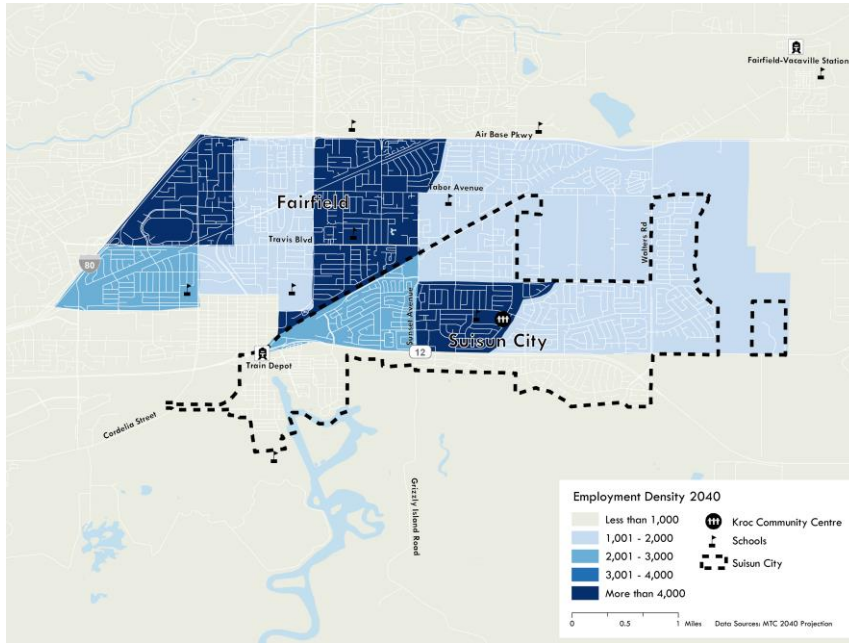 Fairfield-Vacaville Station
Air Base Pkwy
Tabor Avenue
Fairfield
Travis Blvd
Walters Rd
80
Sunset Avenue
Suisun City
12
Train Depot
Cordelia Street
Grizzly Island Road
Employment Density 2040
Less than 1,000
1,001 - 2,000
2,001 - 3,000
3,001 - 4,000
More than 4,000
Kroc Community Centre
Schools
Suisun City
0 0.5 1 Miles
Data Sources: MTC 2040 Projection